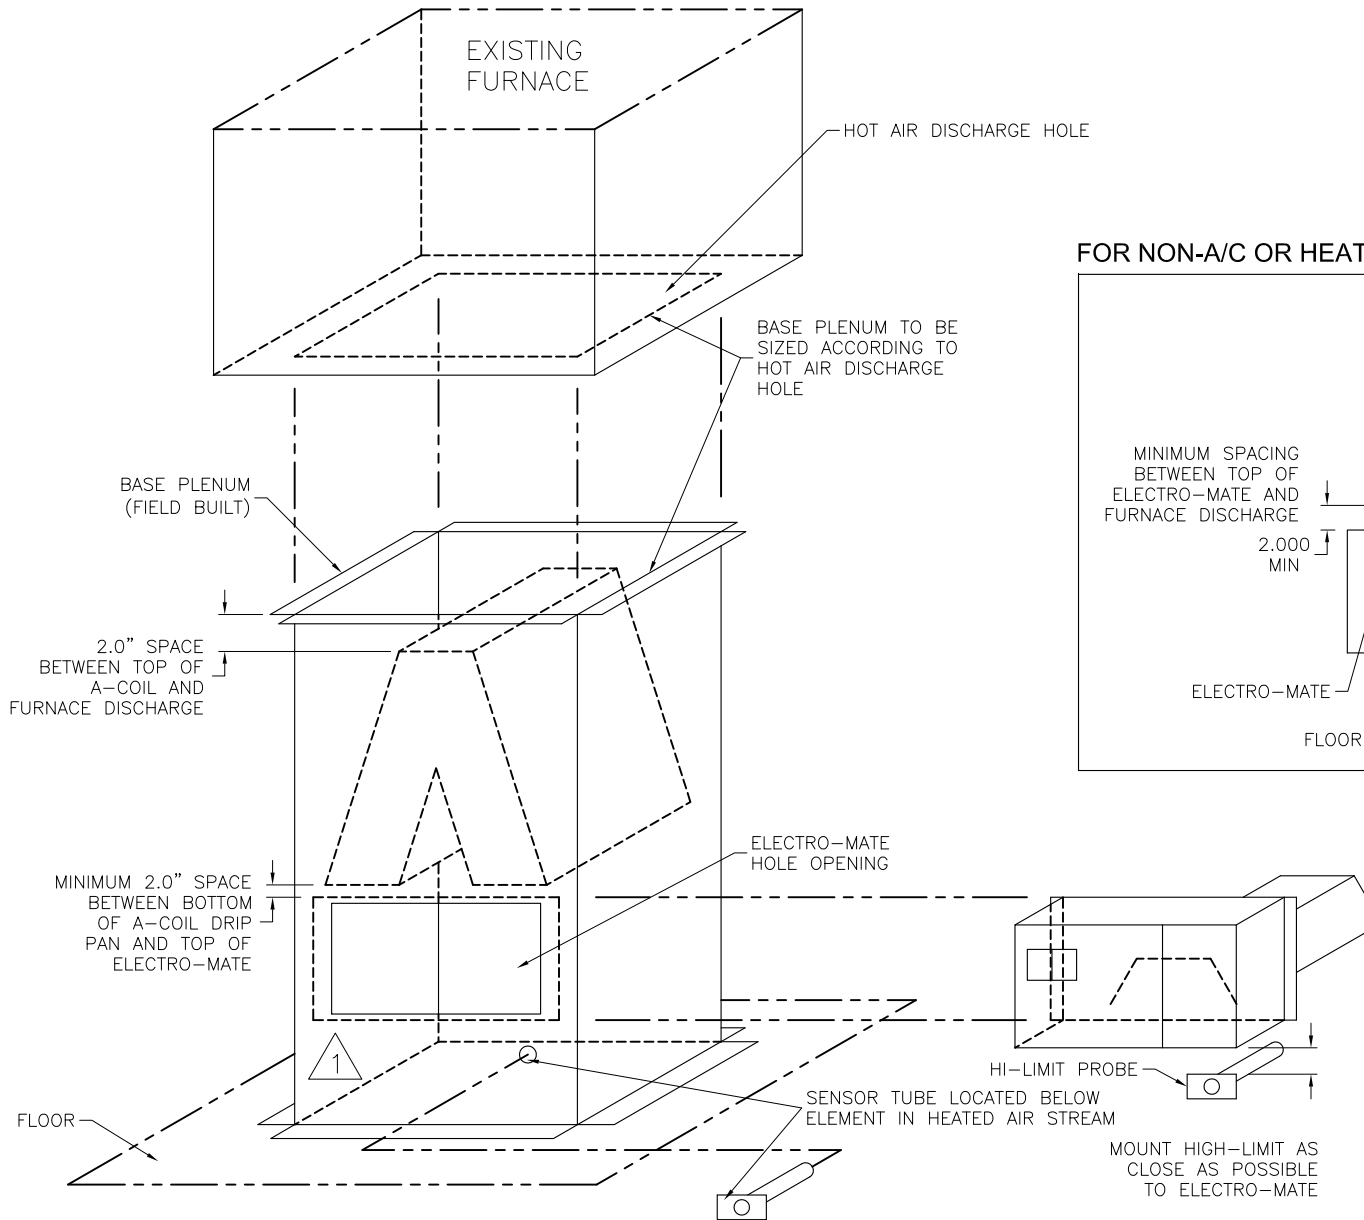 EXISTING
FURNACE
HOT AIR DISCHARGE HOLE
FOR NON-A/C OR HEAT
BASE PLENUM TO BE
SIZED ACCORDING TO
HOT AIR DISCHARGE
HOLE
BASE PLENUM
(FIELD BUILT)
MINIMUM SPACING
BETWEEN TOP OF
ELECTRO-MATE AND
FURNACE DISCHARGE
2.000
MIN
2.0" SPACE
BETWEEN TOP OF
A-COIL AND
FURNACE DISCHARGE
ELECTRO-MATE
FLOOR
ELECTRO-MATE
HOLE OPENING
MINIMUM 2.0" SPACE
BETWEEN BOTTOM
OF A-COIL DRIP
PAN AND TOP OF
ELECTRO-MATE
1
HI-LIMIT PROBE
SENSOR TUBE LOCATED BELOW
ELEMENT IN HEATED AIR STREAM
FLOOR
MOUNT HIGH-LIMIT AS
CLOSE AS POSSIBLE
TO ELECTRO-MATE